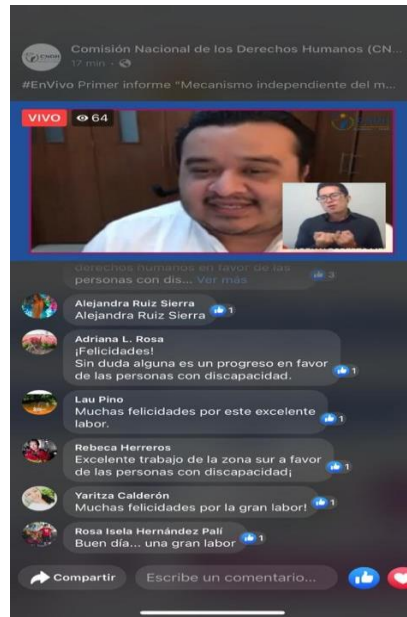 Comisión Nacional de los Derechos Humanos (CN...
17 min ·
#EnVivo Primer informe "Mecanismo independiente del m...
VIVO 64
CNDH
derechos humanos en favor de las
personas con dis... Ver más
3
Alejandra Ruiz Sierra
Alejandra Ruiz Sierra
1
Adriana L. Rosa
¡Felicidades!
Sin duda alguna es un progreso en favor
de las personas con discapacidad.
1
Lau Pino
Muchas felicidades por este excelente
labor.
1
Rebeca Herreros
Excelente trabajo de la zona sur a favor
de las personas con discapacidad¡
1
Yaritza Calderón
Muchas felicidades por la gran labor!
1
Rosa Isela Hernández Palí
Buen día... una gran labor
1
Compartir
Escribe un comentario...